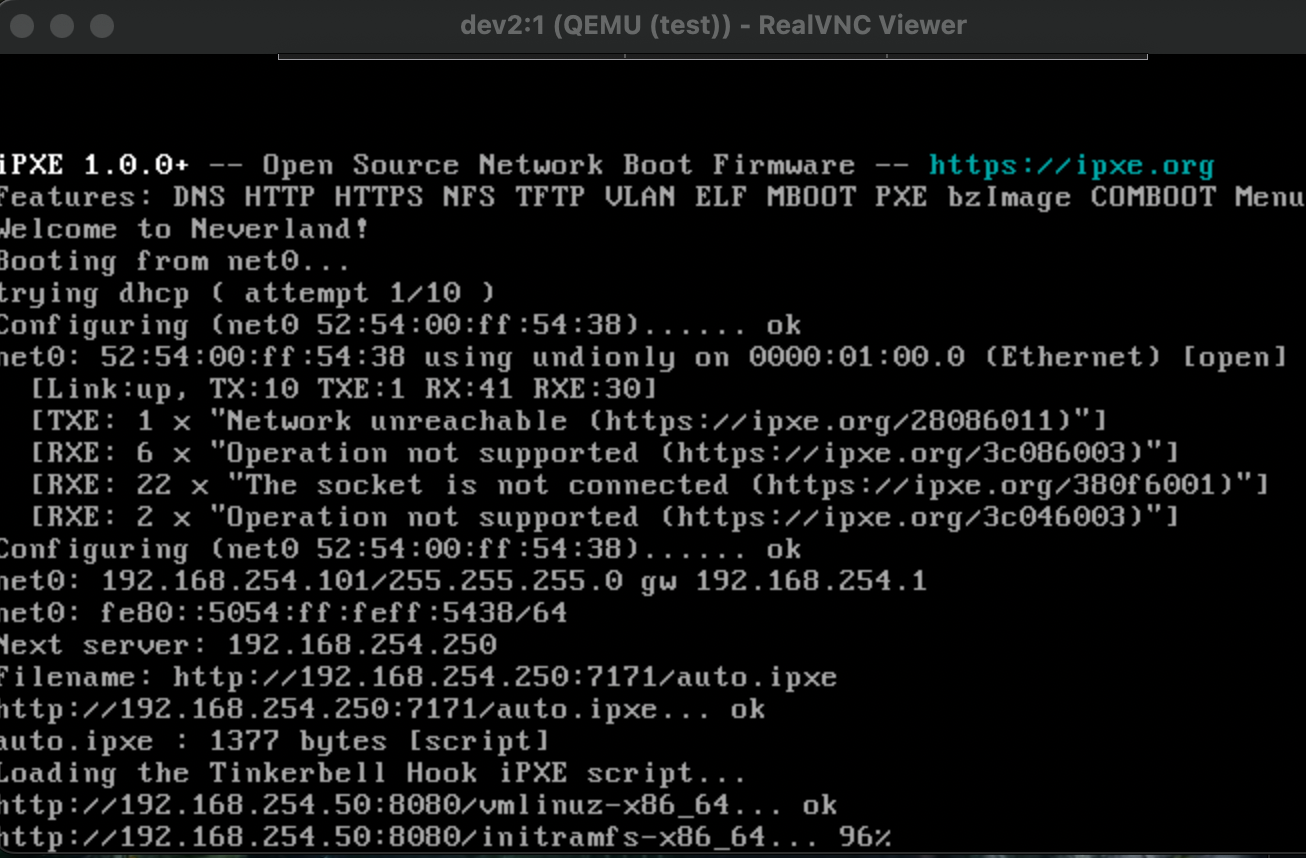 dev2:1 (QEMU (test)) - RealVNC Viewer
iPXE 1.0.0+ -- Open Source Network Boot Firmware -- https://ipxe.org
Features: DNS HTTP HTTPS NFS TFTP VLAN ELF MBOOT PXE bzImage COMBOOT Menu
Welcome to Neverland!
Booting from net0...
trying dhcp ( attempt 1/10 )
Configuring (net0 52:54:00:ff:54:38)...... ok
net0: 52:54:00:ff:54:38 using undionly on 0000:01:00.0 (Ethernet) [open]
[Link:up, TX:10 TXE:1 RX:41 RXE:30]
[TXE: 1 x "Network unreachable (https://ipxe.org/28086011)"]
[RXE: 6 x "Operation not supported (https://ipxe.org/3c086003)"]
[RXE: 22 x "The socket is not connected (https://ipxe.org/380f6001)"]
[RXE: 2 x "Operation not supported (https://ipxe.org/3c046003)"]
Configuring (net0 52:54:00:ff:54:38)...... ok
net0: 192.168.254.101/255.255.255.0 gw 192.168.254.1
net0: fe80::5054:ff:feff:5438/64
Next server: 192.168.254.250
Filename: http://192.168.254.250:7171/auto.ipxe
http://192.168.254.250:7171/auto.ipxe... ok
auto.ipxe : 1377 bytes [script]
Loading the Tinkerbell Hook iPXE script...
http://192.168.254.50:8080/vmlinuz-x86_64... ok
http://192.168.254.50:8080/initramfs-x86_64... 96%